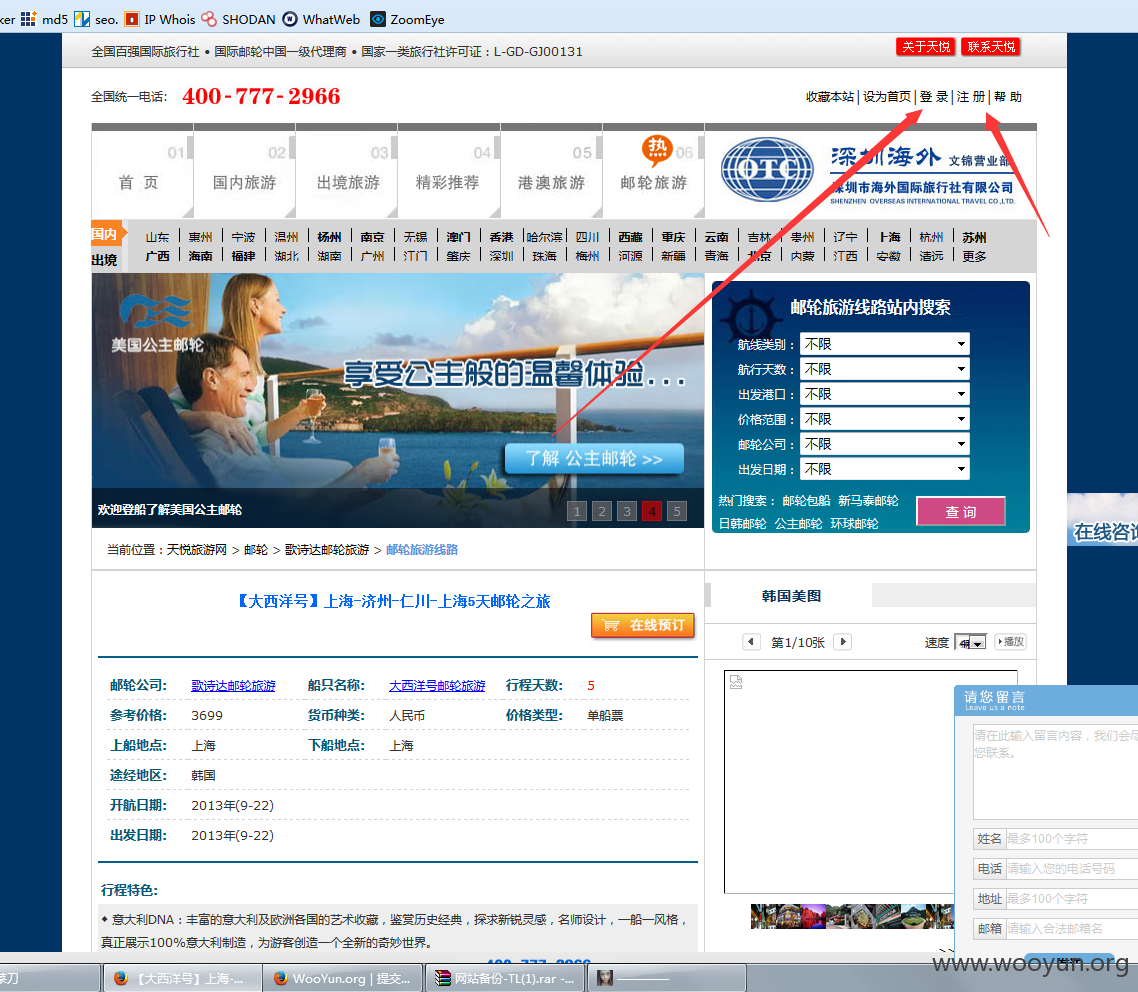 ker md5 seo. IP Whois SHODAN WhatWeb ZoomEye
全国百强国际旅行社 • 国际邮轮中国一级代理商 • 国家一类旅行社许可证：L-GD-GJ00131
关于天悦 联系天悦
全国统一电话： 400-777-2966
收藏本站|设为首页|登 录|注 册|帮 助
01 02 03 04 05 热 06
首 页 国内旅游 出境旅游 精彩推荐 港澳旅游 邮轮旅游
OTC 深圳海外 文锦营业部
深圳市海外国际旅行社有限公司
SHENZHEN OVERSEAS INTERNATIONAL TRAVEL CO.,LTD.
国内 山东 惠州 宁波 温州 扬州 南京 无锡 澳门 香港 哈尔滨 四川 西藏 重庆 云南 吉林 贵州 辽宁 上海 杭州 苏州
出境 广西 海南 福建 湖北 湖南 广州 江门 肇庆 深圳 珠海 梅州 河源 新疆 青海 北京 内蒙 江西 安徽 清远 更多
美国公主邮轮
享受公主般的温馨体验...
了解 公主邮轮 >>
欢迎登船了解美国公主邮轮 1 2 3 4 5
邮轮旅游线路站内搜索
航线类别： 不限
航行天数： 不限
出发港口： 不限
价格范围： 不限
邮轮公司： 不限
出发日期： 不限
热门搜索： 邮轮包船 新马泰邮轮
日韩邮轮 公主邮轮 环球邮轮
查 询
在线咨询
当前位置：天悦旅游网 > 邮轮 > 歌诗达邮轮旅游 > 邮轮旅游线路
【大西洋号】上海-济州-仁川-上海5天邮轮之旅
在线预订
邮轮公司: 歌诗达邮轮旅游 船只名称: 大西洋号邮轮旅游 行程天数: 5
参考价格: 3699 货币种类: 人民币 价格类型: 单船票
上船地点: 上海 下船地点: 上海
途经地区: 韩国
开航日期: 2013年(9-22)
出发日期: 2013年(9-22)
行程特色:
◆ 意大利DNA：丰富的意大利及欧洲各国的艺术收藏，鉴赏历史经典，探求新锐灵感，名师设计，一船一风格，
真正展示100%意大利制造，为游客创造一个全新的奇妙世界。
400-777-2966
韩国美图
第1/10张 速度 播放
>>
请您留言
Leave us a note
请在此输入留言内容，我们会尽
您联系。
姓名 最多100个字符
电话 请输入您的电话号码
地址 最多100个字符
邮箱 请输入合法邮箱名
www.wooyun.org
菜刀 【大西洋号】上海-... WooYun.org | 提交... 网站备份-TL(1).rar -...